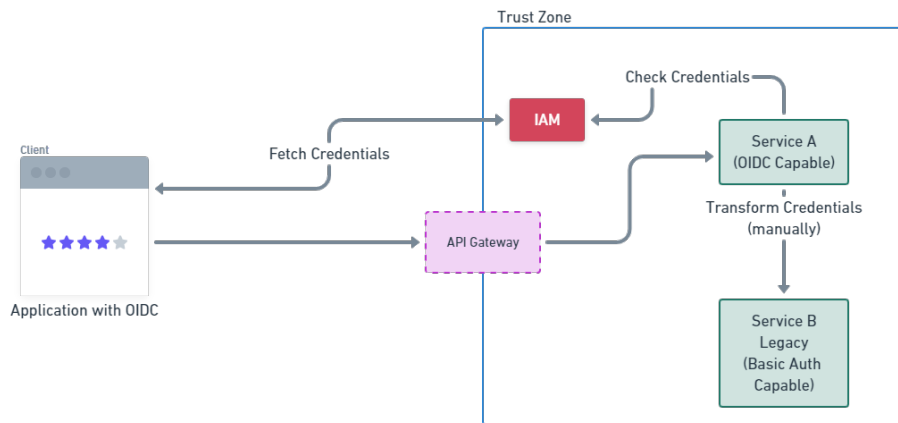 Trust Zone
Check Credentials
IAM
Service A
(OIDC Capable)
Client
Fetch Credentials
Transform Credentials
(manually)
API Gateway
Application with OIDC
Service B
Legacy
(Basic Auth
Capable)